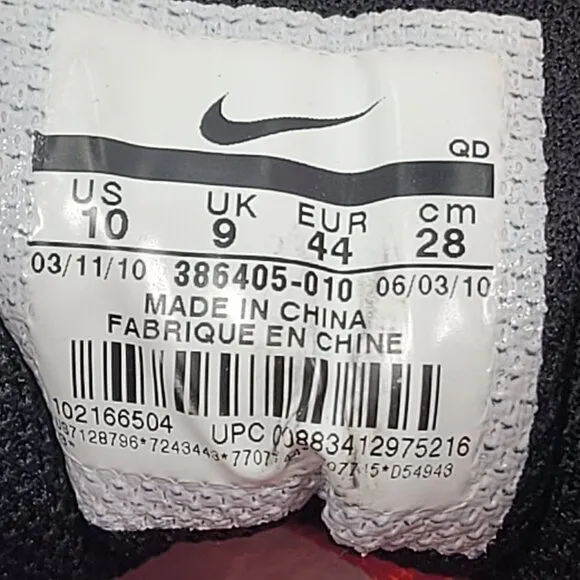 QD
US UK EUR cm
10 9 44 28
03/11/10 386405-010 06/03/10
MADE IN CHINA
FABRIQUE EN CHINE
102166504 UPC 00883412975216